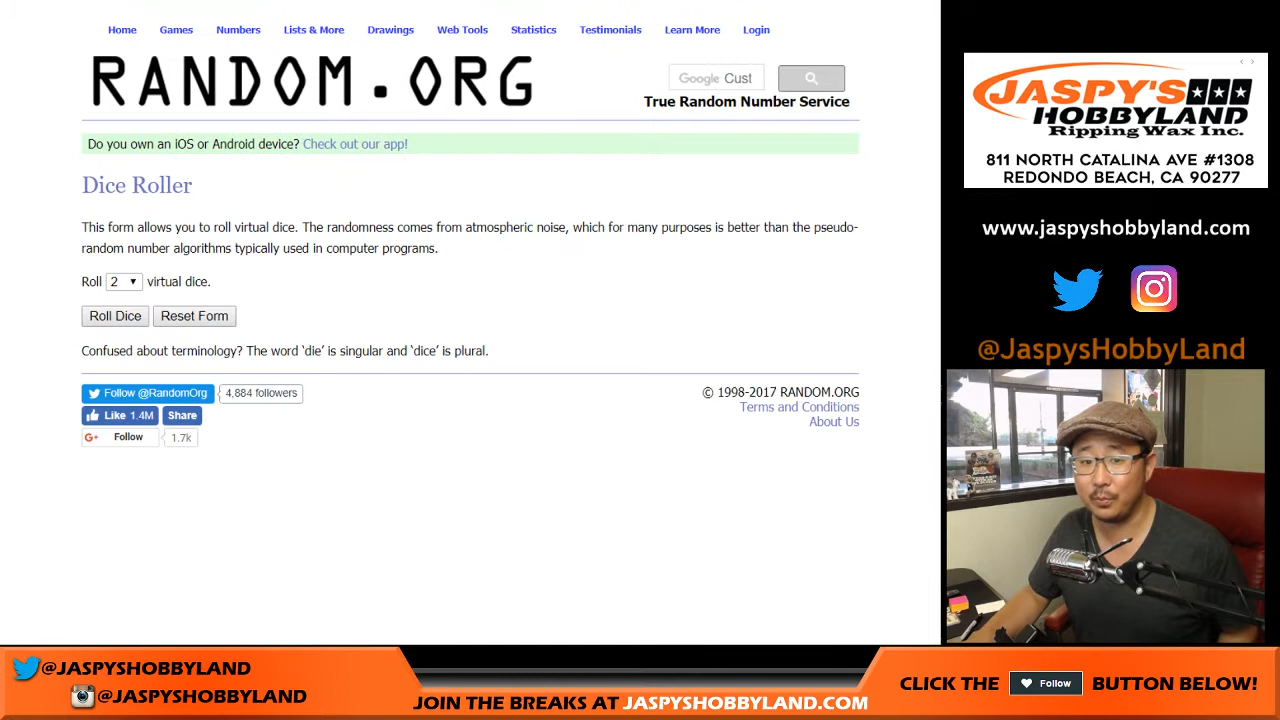 Home Games Numbers Lists & More Drawings Web Tools Statistics Testimonials Learn More Login
RANDOM.ORG
Google Cust
True Random Number Service
Do you own an iOS or Android device? Check out our app!
Dice Roller
This form allows you to roll virtual dice. The randomness comes from atmospheric noise, which for many purposes is better than the pseudo-
random number algorithms typically used in computer programs.
Roll 2 virtual dice.
Roll Dice Reset Form
Confused about terminology? The word ‘die’ is singular and ‘dice’ is plural.
Follow @RandomOrg 4,884 followers
Like 1.4M Share
G+ Follow 1.7k
© 1998-2017 RANDOM.ORG
Terms and Conditions
About Us
JASPY'S
HOBBYLAND
Ripping Wax Inc.
811 NORTH CATALINA AVE #1308
REDONDO BEACH, CA 90277
www.jaspyshobbyland.com
@JaspysHobbyLand
@JASPYSHOBBYLAND
@JASPYSHOBBYLAND
JOIN THE BREAKS AT JASPYSHOBBYLAND.COM
CLICK THE Follow BUTTON BELOW!